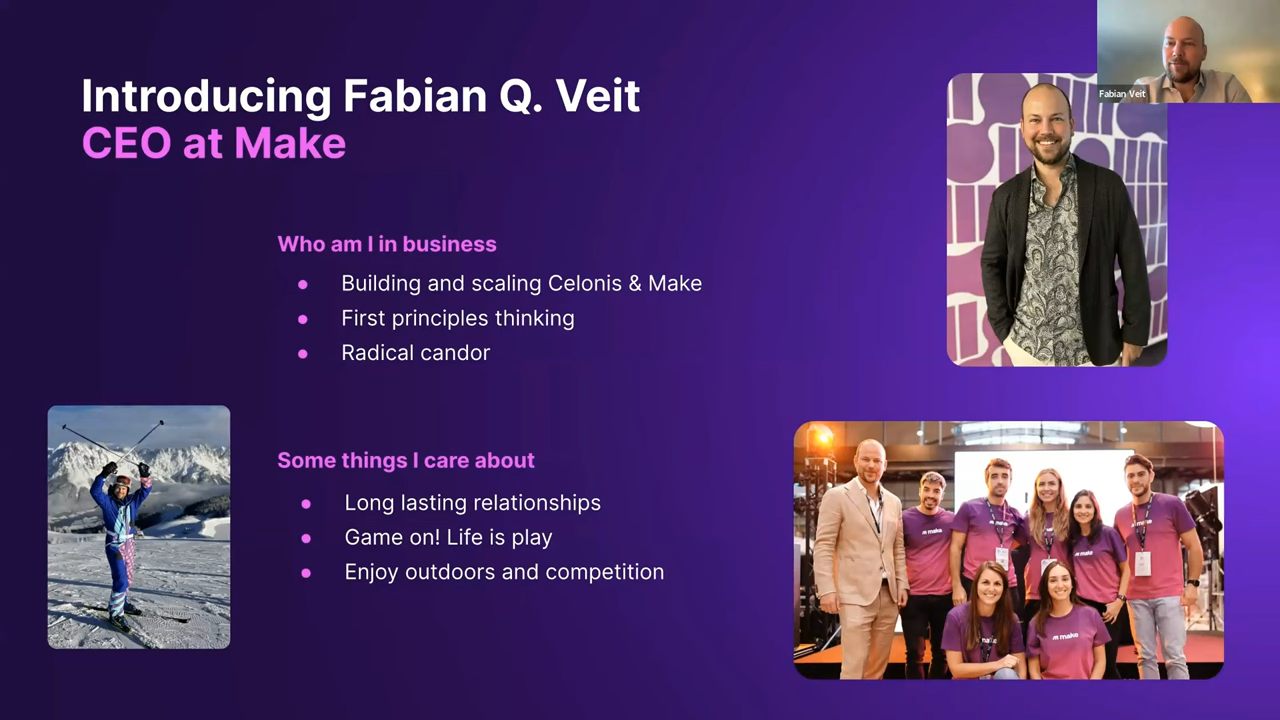 Introducing Fabian Q. Veit
CEO at Make
Fabian Veit
Who am I in business
Building and scaling Celonis & Make
First principles thinking
Radical candor
Some things I care about
Long lasting relationships
Game on! Life is play
Enjoy outdoors and competition
make
make
make
make
make